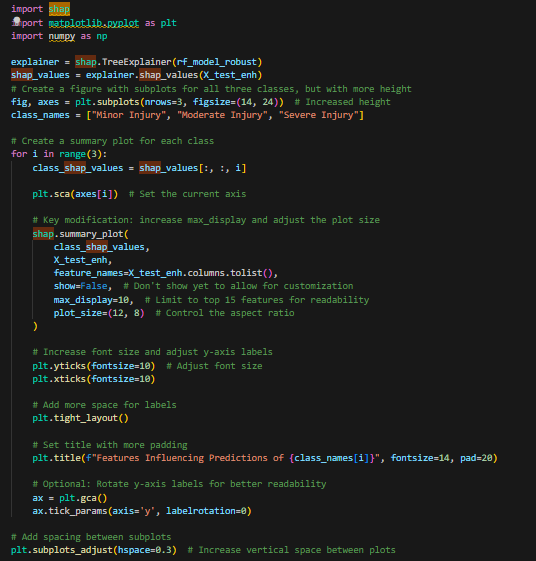 import shap
import matplotlib.pyplot as plt
import numpy as np
explainer = shap.TreeExplainer(rf_model_robust)
shap_values = explainer.shap_values(X_test_enh)
# Create a figure with subplots for all three classes, but with more height
fig, axes = plt.subplots(nrows=3, figsize=(14, 24))  # Increased height
class_names = ["Minor Injury", "Moderate Injury", "Severe Injury"]
# Create a summary plot for each class
for i in range(3):
    class_shap_values = shap_values[:, :, i]
    plt.sca(axes[i])  # Set the current axis
    # Key modification: increase max_display and adjust the plot size
    shap.summary_plot(
        class_shap_values,
        X_test_enh,
        feature_names=X_test_enh.columns.tolist(),
        show=False,  # Don't show yet to allow for customization
        max_display=10,  # Limit to top 15 features for readability
        plot_size=(12, 8)  # Control the aspect ratio
    )
    # Increase font size and adjust y-axis labels
    plt.yticks(fontsize=10)  # Adjust font size
    plt.xticks(fontsize=10)
    # Add more space for labels
    plt.tight_layout()
    # Set title with more padding
    plt.title(f"Features Influencing Predictions of {class_names[i]}", fontsize=14, pad=20)
    # Optional: Rotate y-axis labels for better readability
    ax = plt.gca()
    ax.tick_params(axis='y', labelrotation=0)
# Add spacing between subplots
plt.subplots_adjust(hspace=0.3)  # Increase vertical space between plots